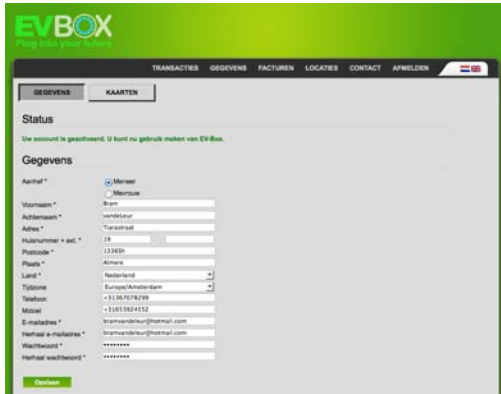 EVBOX
Plug into your future
TRANSACTIES GEGEVENS FACTUREN LOCATIES CONTACT AFMELDEN
GEGEVENS KAARTEN
Status
Uw account is geactiveerd. U kunt nu gebruik maken van EV-Box.
Gegevens
Aanhef * Meneer
Mevrouw
Voornaam * Bram
Achternaam * vandeLeur
Adres *
Huisnummer + ext. * 19
Postcode *
Plaats * Almere
Land * Nederland
Tijdzone Europe/Amsterdam
Telefoon +31367078299
Mobiel +31653924552
E-mailadres * bramvandeleur@hotmail.com
Herhaal e-mailadres * bramvandeleur@hotmail.com
Wachtwoord * ********
Herhaal wachtwoord * ********
Opslaan